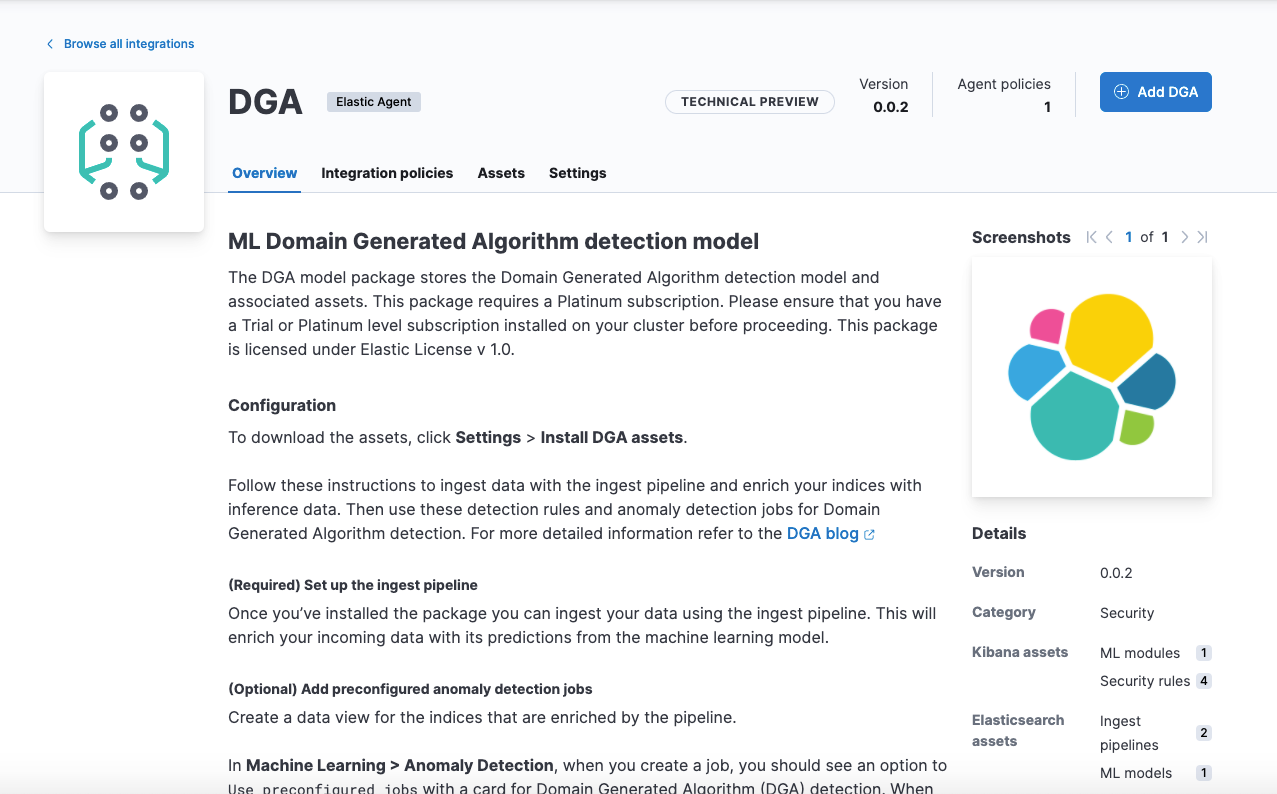 Browse all integrations
DGA
Elastic Agent
TECHNICAL PREVIEW
Version
0.0.2
Agent policies
1
Add DGA
Overview
Integration policies
Assets
Settings
ML Domain Generated Algorithm detection model
The DGA model package stores the Domain Generated Algorithm detection model and
associated assets. This package requires a Platinum subscription. Please ensure that you have
a Trial or Platinum level subscription installed on your cluster before proceeding. This package
is licensed under Elastic License v 1.0.
Configuration
To download the assets, click Settings > Install DGA assets.
Follow these instructions to ingest data with the ingest pipeline and enrich your indices with
inference data. Then use these detection rules and anomaly detection jobs for Domain
Generated Algorithm detection. For more detailed information refer to the DGA blog
(Required) Set up the ingest pipeline
Once you’ve installed the package you can ingest your data using the ingest pipeline. This will
enrich your incoming data with its predictions from the machine learning model.
(Optional) Add preconfigured anomaly detection jobs
Create a data view for the indices that are enriched by the pipeline.
In Machine Learning > Anomaly Detection, when you create a job, you should see an option to
Use preconfigured jobs with a card for Domain Generated Algorithm (DGA) detection. When
Screenshots
1 of 1
Details
Version 0.0.2
Category Security
Kibana assets ML modules 1
Security rules 4
Elasticsearch assets
Ingest pipelines 2
ML models 1